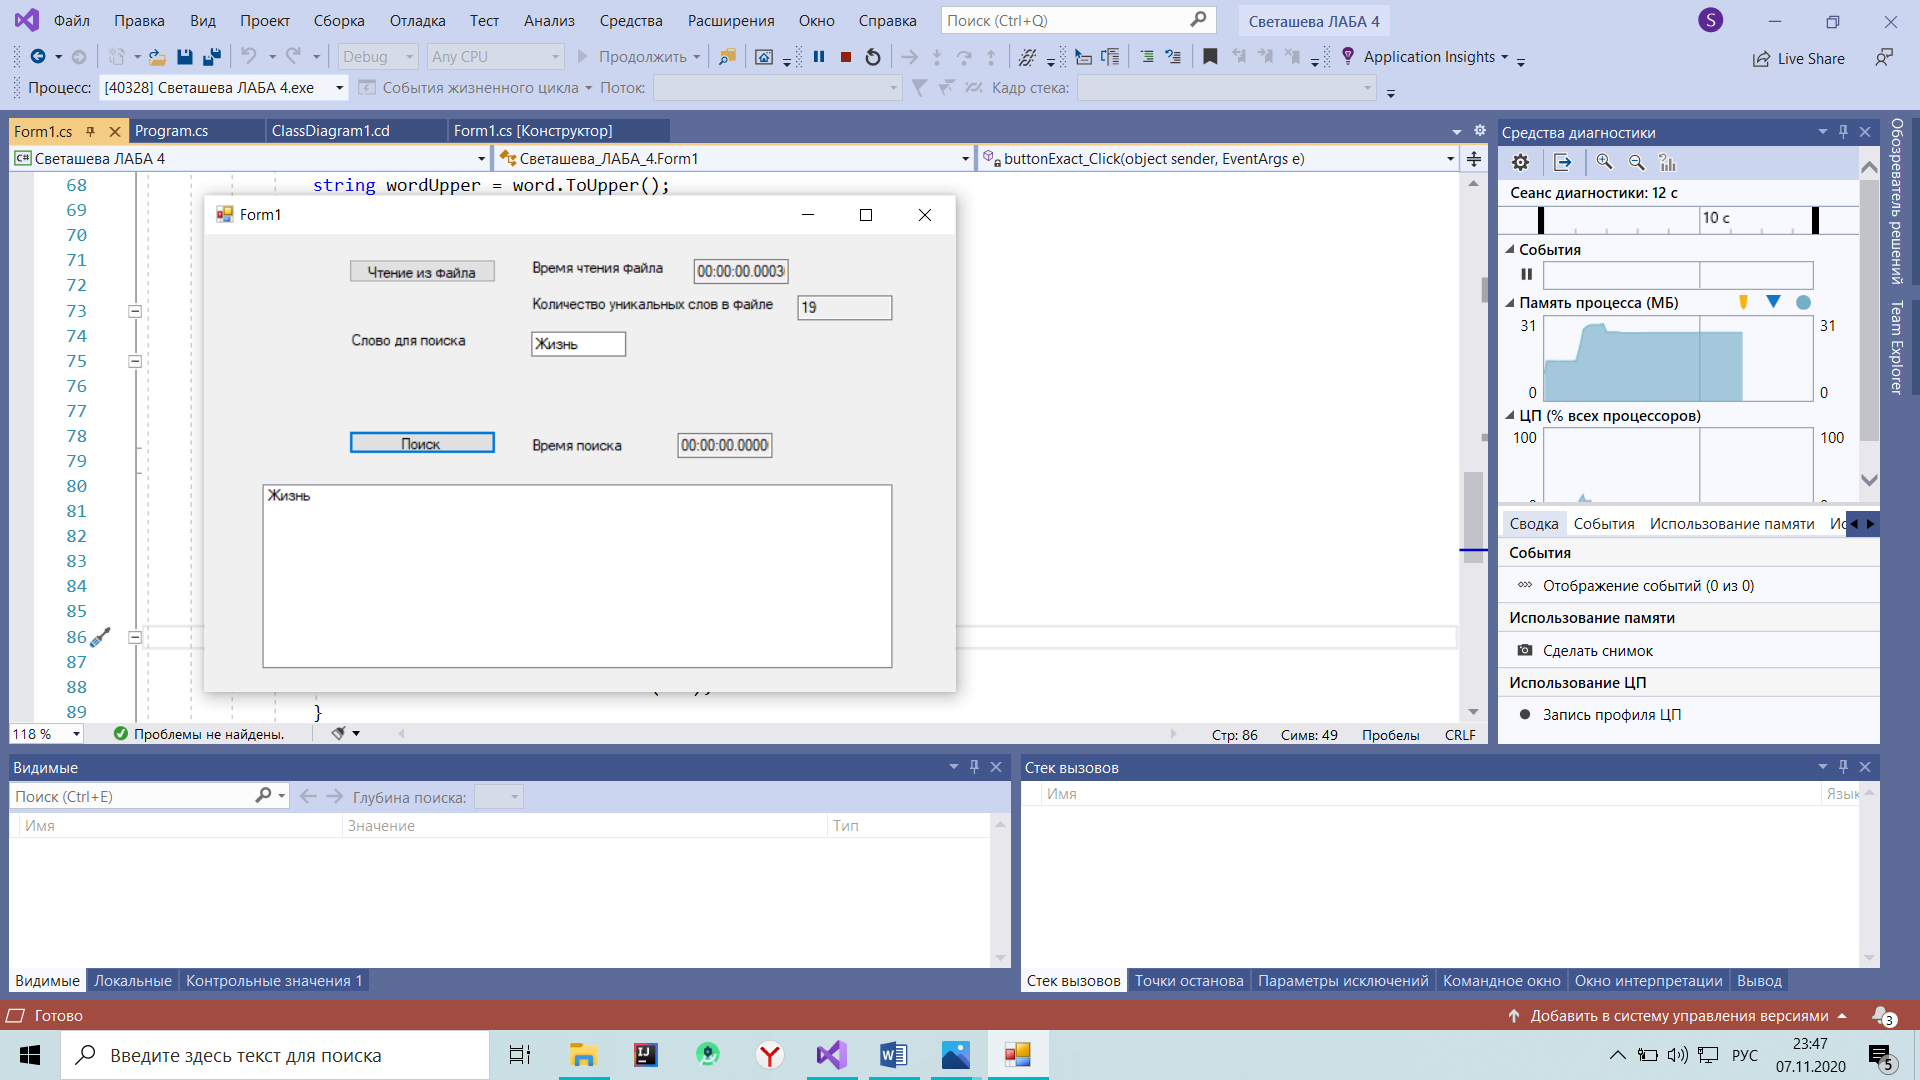 Файл Правка Вид Проект Сборка Отладка Тест Анализ Средства Расширения Окно Справка Поиск (Ctrl+Q) Светашева ЛАБА 4 S
Debug Any CPU Продолжить Application Insights Live Share
Процесс: [40328] Светашева ЛАБА 4.exe События жизненного цикла Поток: Кадр стека:
Form1.cs Program.cs ClassDiagram1.cd Form1.cs [Конструктор]
C# Светашева ЛАБА 4 Светашева_ЛАБА_4.Form1 buttonExact_Click(object sender, EventArgs e)
68 string wordUpper = word.ToUpper();
69
70
71
72
73
74
75
76
77
78
79
80
81
82
83
84
85
86
87
88
89 }
Form1
Чтение из файла Время чтения файла 00:00:00.0003
Количество уникальных слов в файле 19
Слово для поиска Жизнь
Поиск Время поиска 00:00:00.0000
Жизнь
118 % Проблемы не найдены. Стр: 86 Симв: 49 Пробелы CRLF
Средства диагностики
Сеанс диагностики: 12 с
10 с
События
Память процесса (МБ)
31 31
0 0
ЦП (% всех процессоров)
100 100
Сводка События Использование памяти Ис
События
Отображение событий (0 из 0)
Использование памяти
Сделать снимок
Использование ЦП
Запись профиля ЦП
Обозреватель решений
Team Explorer
Видимые
Поиск (Ctrl+E) Глубина поиска:
Имя Значение Тип
Видимые Локальные Контрольные значения 1
Стек вызовов
Имя Язык
Стек вызовов Точки останова Параметры исключений Командное окно Окно интерпретации Вывод
Готово Добавить в систему управления версиями 3
Введите здесь текст для поиска РУС 23:47
07.11.2020 5